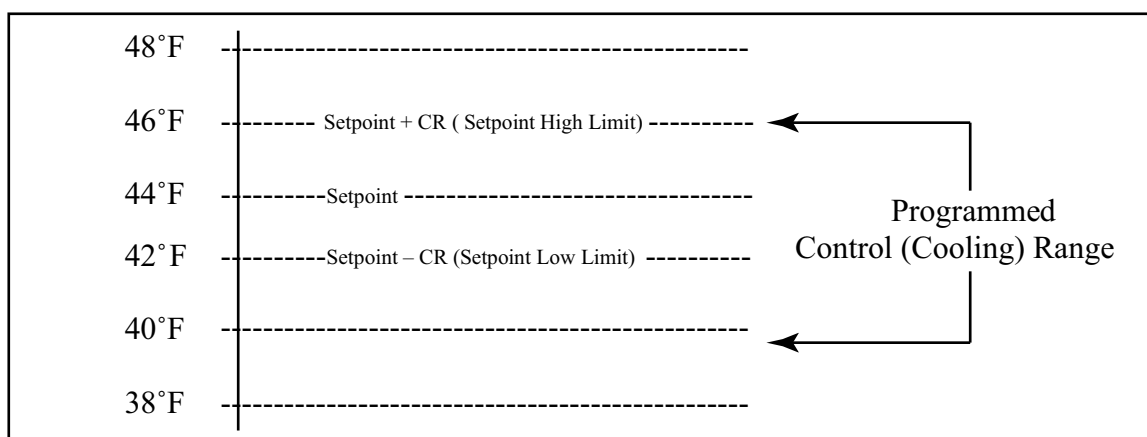 48˚F
46˚F Setpoint + CR ( Setpoint High Limit)
44˚F Setpoint
Programmed
42˚F Setpoint – CR (Setpoint Low Limit) Control (Cooling) Range
40˚F
38˚F